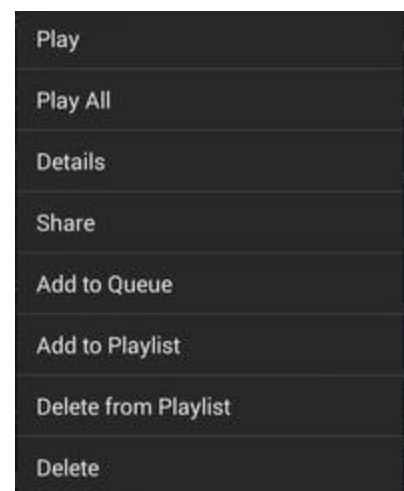 Play
Play All
Details
Share
Add to Queue
Add to Playlist
Delete from Playlist
Delete